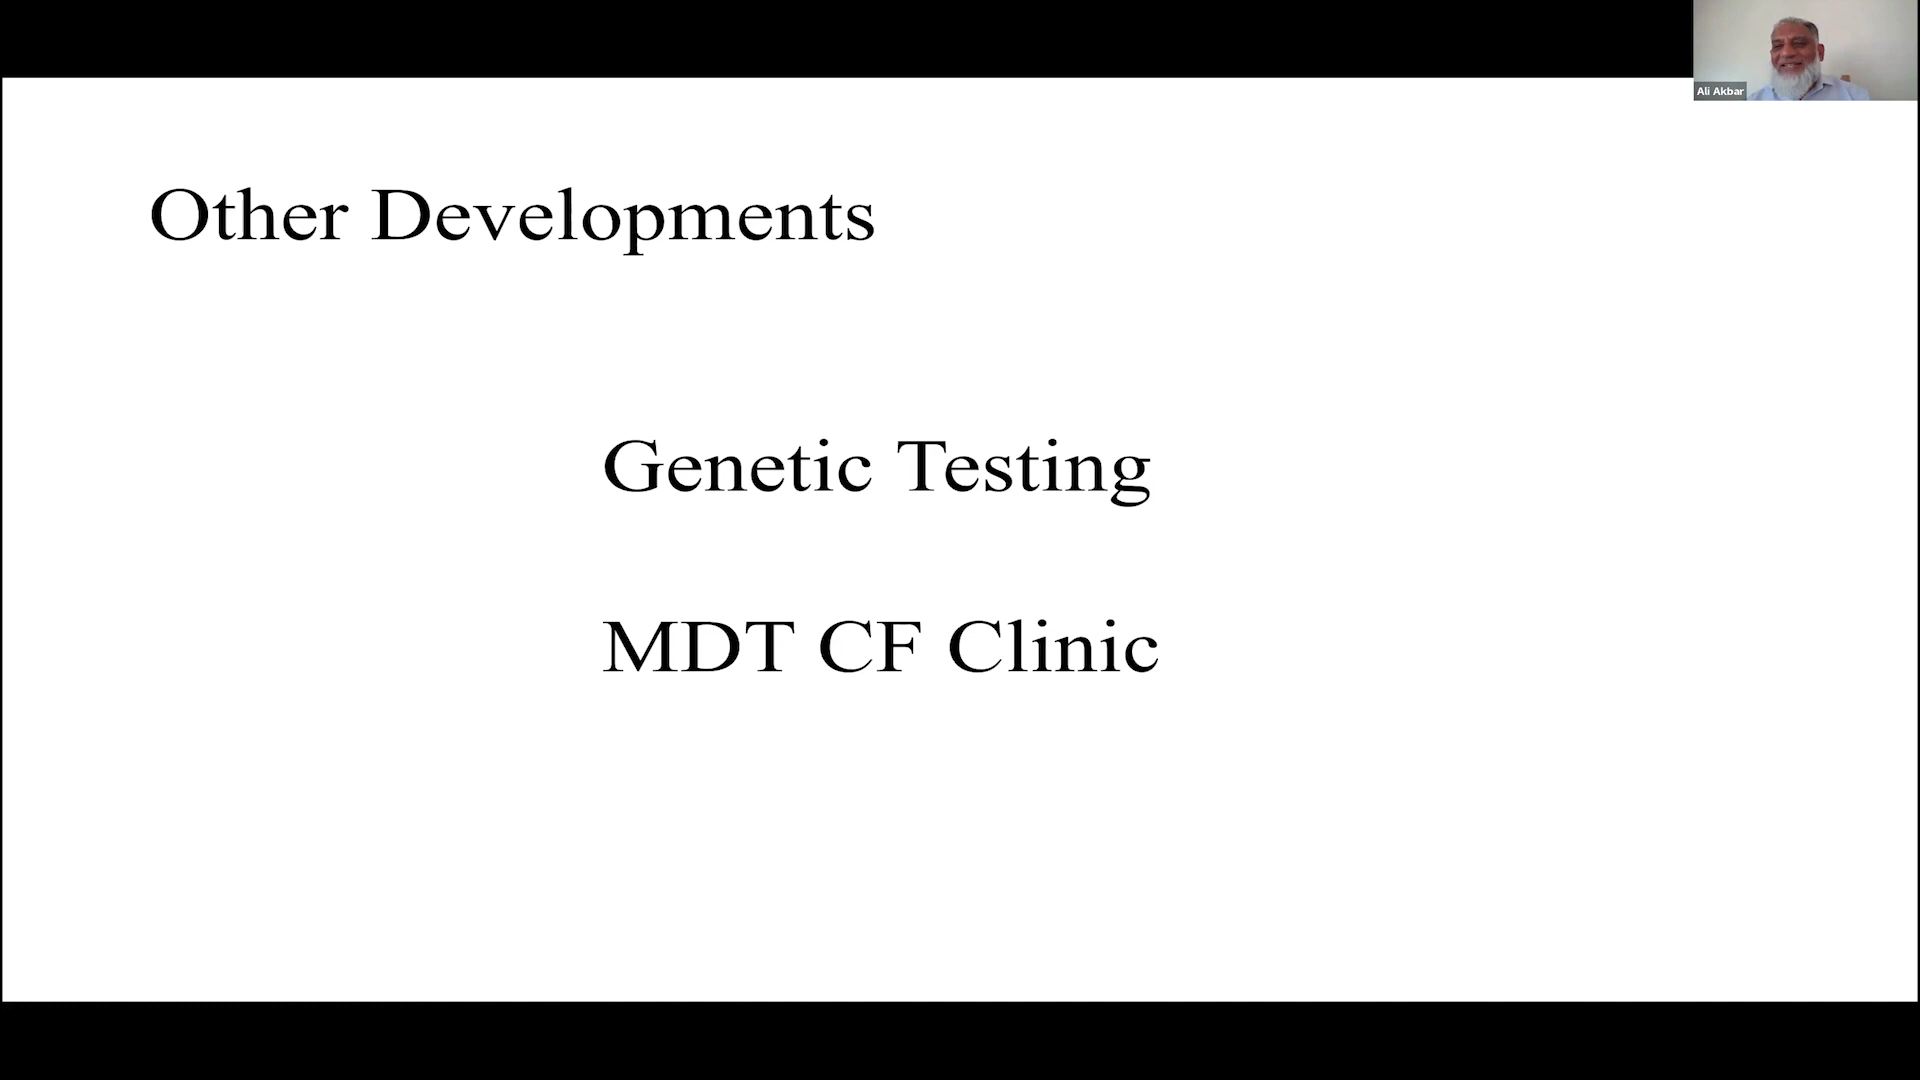 Ali Akbar
Other Developments
Genetic Testing
MDT CF Clinic